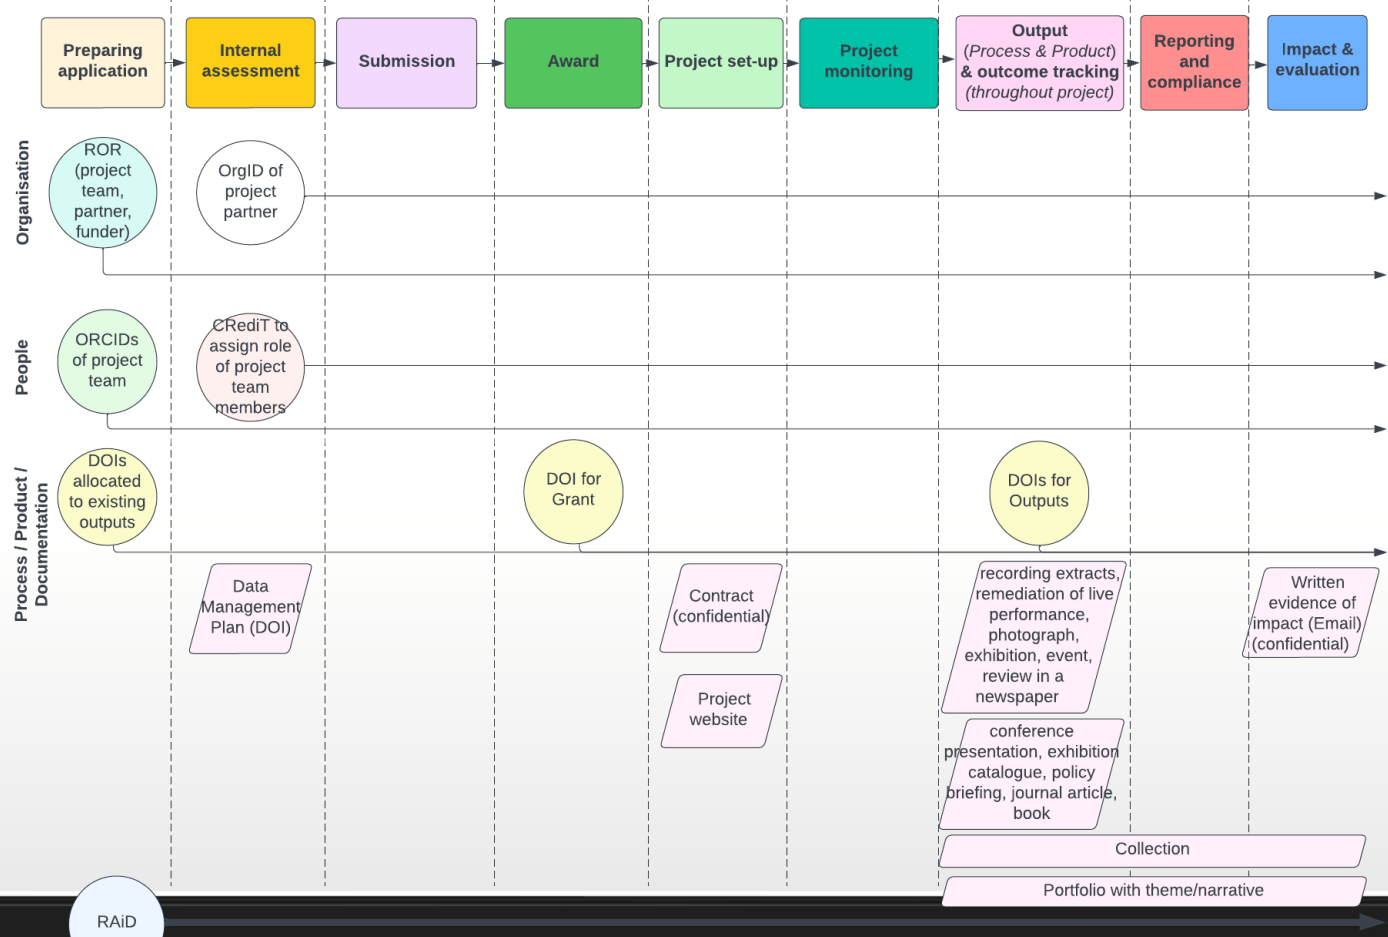 Preparing
application
Internal
assessment
Submission
Award
Project set-up
Project
monitoring
Output
(Process & Product)
& outcome tracking
(throughout project)
Reporting
and
compliance
Impact &
evaluation
Organisation
ROR
(project
team,
partner,
funder)
OrgID of
project
partner
People
ORCIDs
of project
team
CRediT to
assign role
of project
team
members
Process / Product /
Documentation
DOIs
allocated
to existing
outputs
DOI for
Grant
DOIs for
Outputs
Data
Management
Plan (DOI)
Contract
(confidential)
Project
website
recording extracts,
remediation of live
performance,
photograph,
exhibition, event,
review in a
newspaper
conference
presentation, exhibition
catalogue, policy
briefing, journal article,
book
Written
evidence of
impact (Email)
(confidential)
Collection
Portfolio with theme/narrative
RAiD